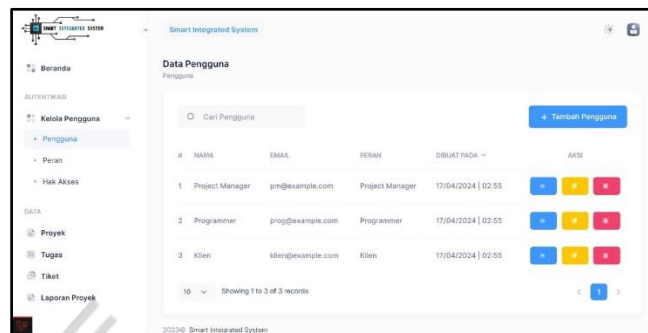 SMART INTEGRATED SYSTEM
Smart Integrated System
Beranda
AUTENTIKASI
Kelola Pengguna
Pengguna
Peran
Hak Akses
DATA
Proyek
Tugas
Tiket
Laporan Proyek
Data Pengguna
Pengguna
Cari Pengguna
+ Tambah Pengguna
# NAMA EMAIL PERAN DIBUAT PADA AKSI
1 Project Manager pm@example.com Project Manager 17/04/2024 | 02:55
2 Programmer prog@example.com Programmer 17/04/2024 | 02:55
3 Klien klien@example.com Klien 17/04/2024 | 02:55
10 Showing 1 to 3 of 3 records
< 1 >
2023© Smart Integrated System